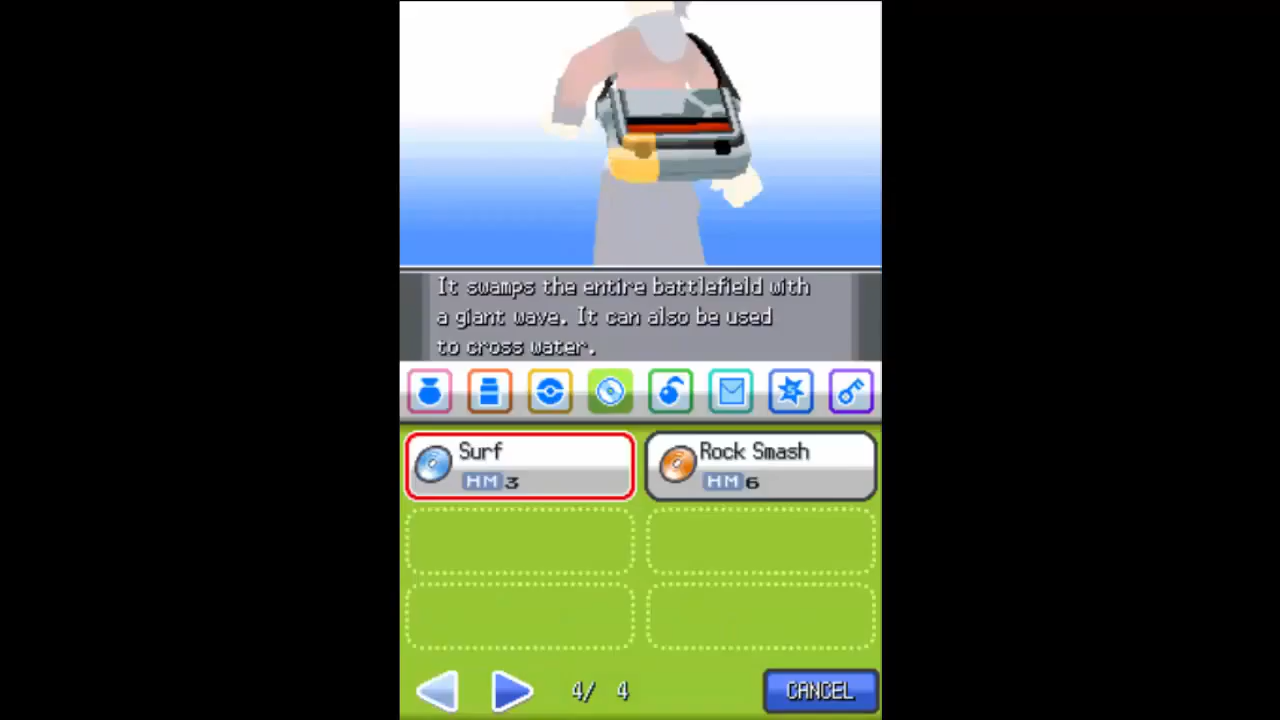 It swamps the entire battlefield with
a giant wave. It can also be used
to cross water.
S
Surf
HM 3
Rock Smash
HM 6
4/ 4
CANCEL